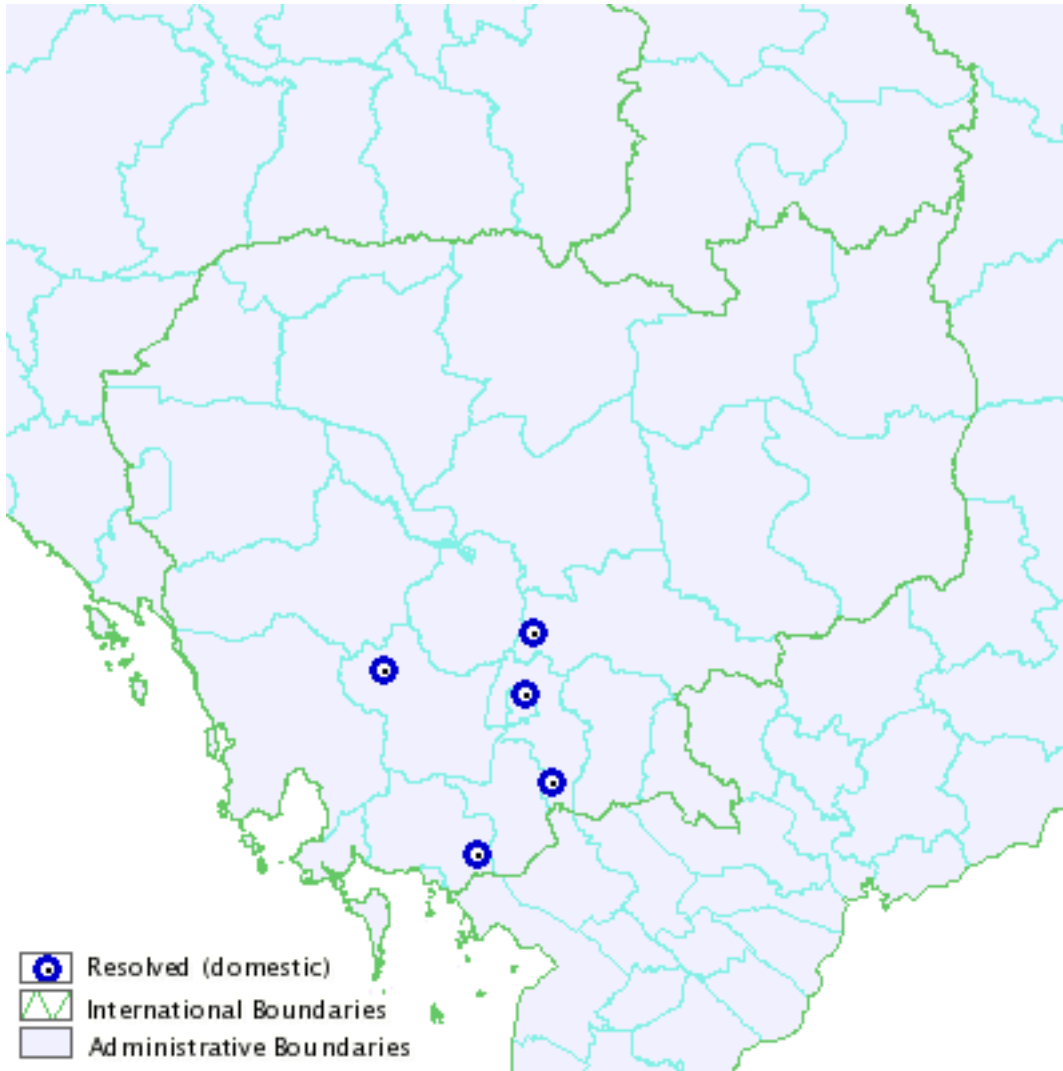 Resolved (domestic)
International Boundaries
Administrative Boundaries